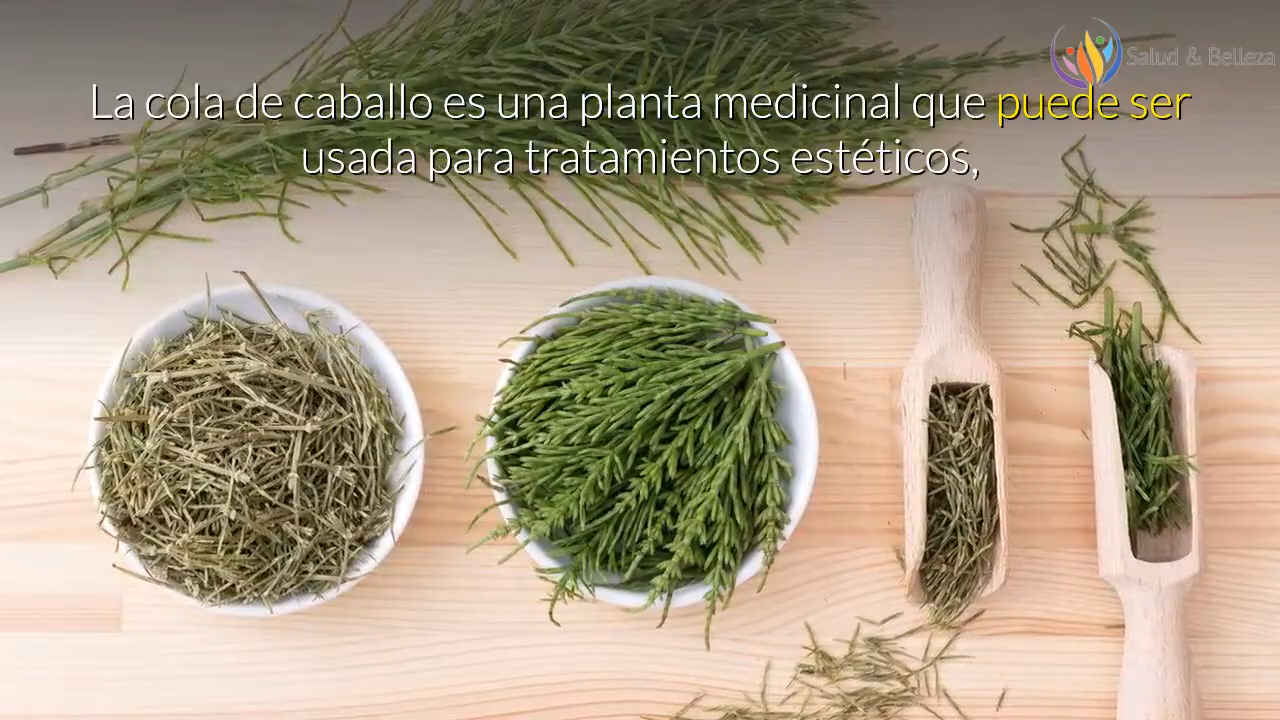 Salud & Belleza
La cola de caballo es una planta medicinal que puede ser
usada para tratamientos estéticos,